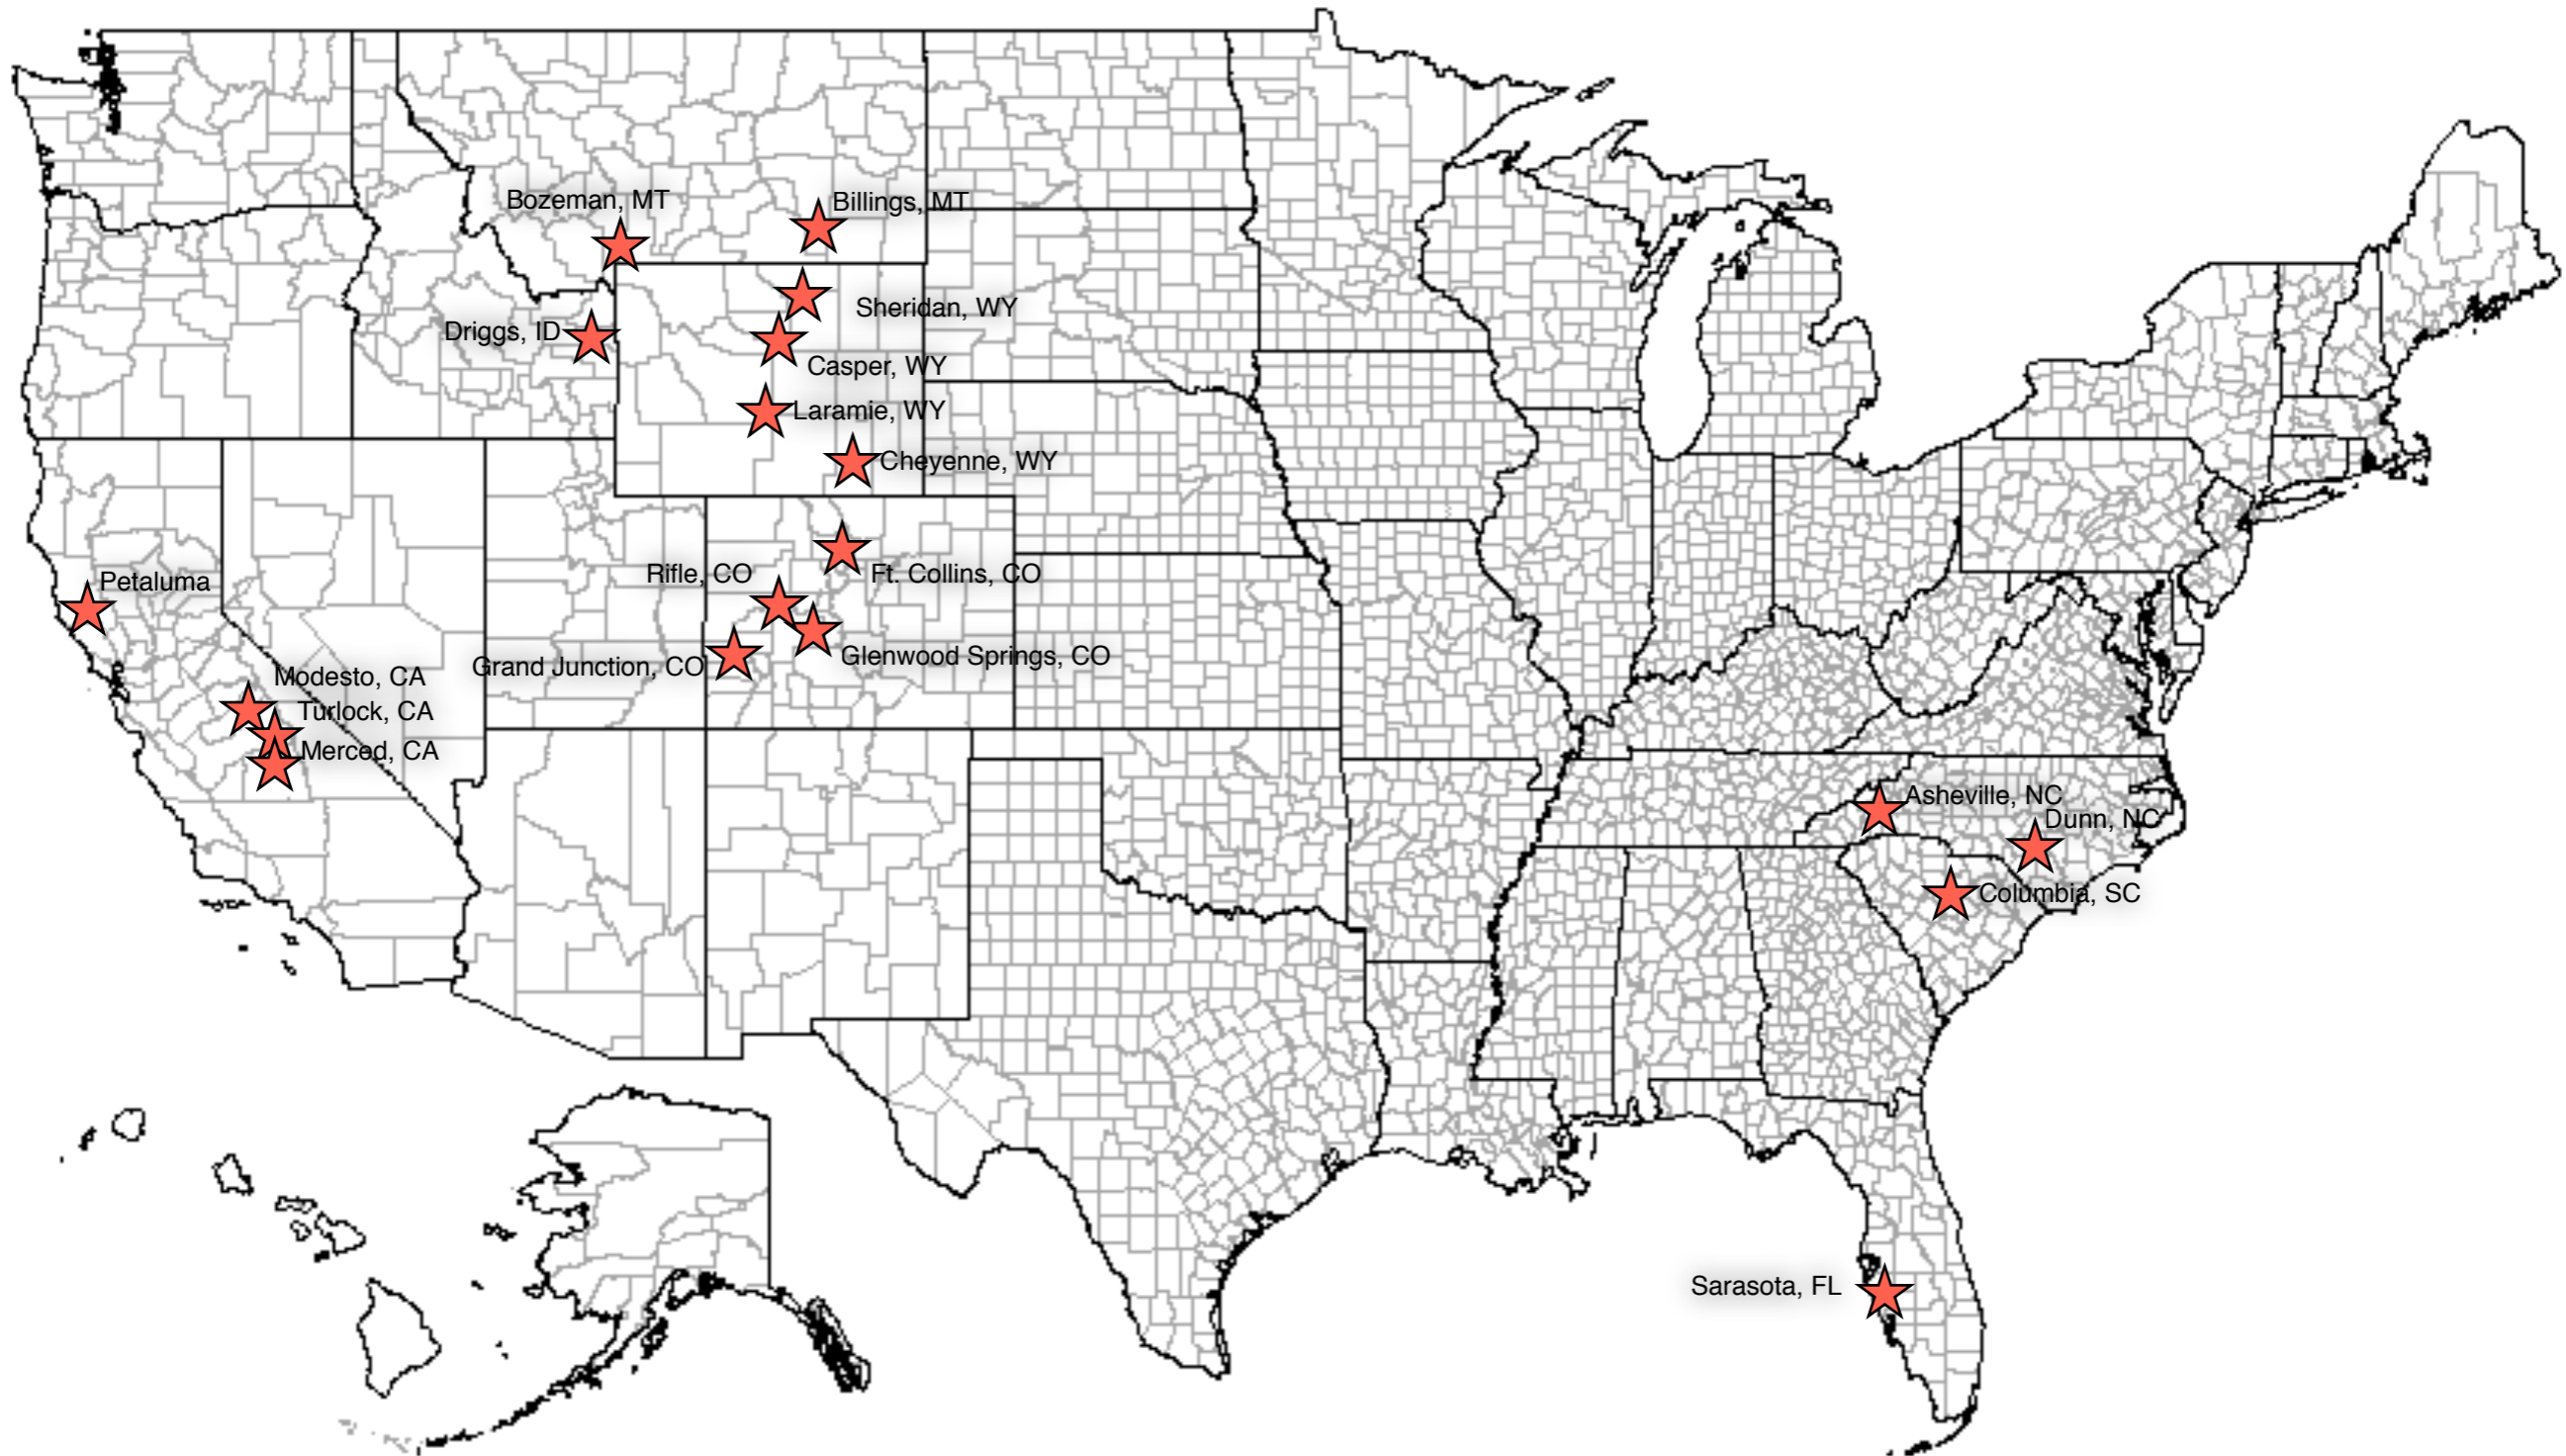 Bozeman, MT
Billings, MT
Sheridan, WY
Driggs, ID
Casper, WY
Laramie, WY
Cheyenne, WY
Rifle, CO
Ft. Collins, CO
Petaluma
Grand Junction, CO
Glenwood Springs, CO
Modesto, CA
Turlock, CA
Merced, CA
Asheville, NC
Dunn, NC
Columbia, SC
Sarasota, FL